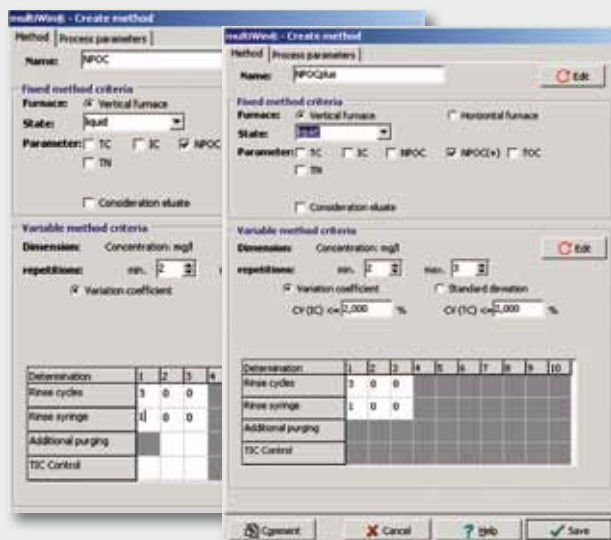 multiWin® - Create method
Method Process parameters
Name: NPOC
Fixed method criteria
Furnace: Vertical furnace
State: liquid
Parameter: TC IC NPOC
TN
Consideration eluate
Variable method criteria
Dimension: Concentration: mg/l
repetitions: min. 2
Variation coefficient
Determination 1 2 3 4
Rinse cycles 3 0 0
Rinse syringe 1 0 0
Additional purging
TIC Control
multiWin® - Create method
Method Process parameters
Name: NPOCplus Edit
Fixed method criteria
Furnace: Vertical furnace Horizontal furnace
State: liquid
Parameter: TC IC NPOC NPOC(+) TOC
TN
Consideration eluate
Variable method criteria
Dimension: Concentration: mg/l Edit
repetitions: min. 2 max. 3
Variation coefficient Standard deviation
CV (IC) <= 2,000 % CV (TC) <= 2,000 %
Determination 1 2 3 4 5 6 7 8 9 10
Rinse cycles 3 0 0
Rinse syringe 1 0 0
Additional purging
TIC Control
Comment Cancel Help Save